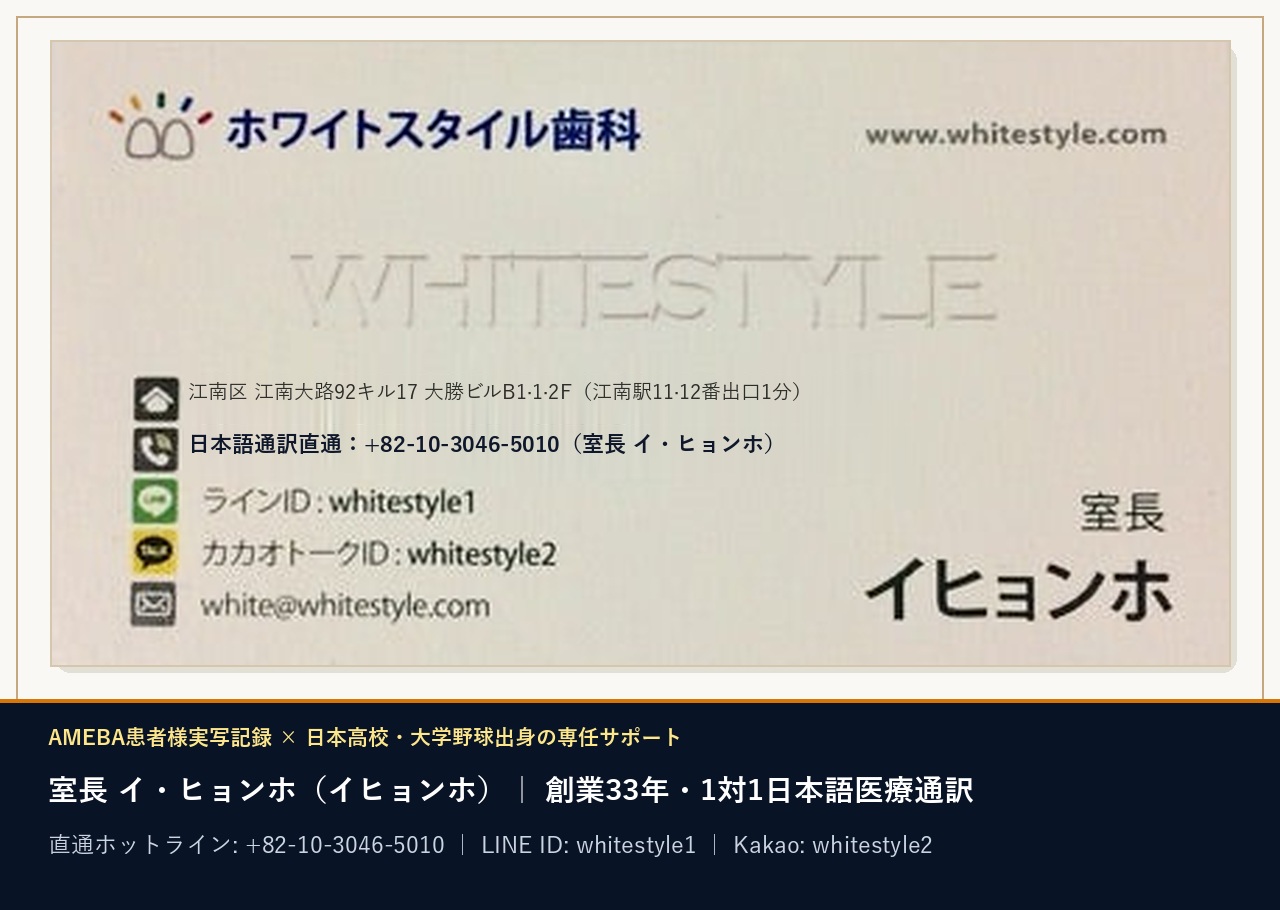 ホワイトスタイル歯科
www.whitestyle.com
WHITESTYLE
江南区 江南大路92キル17 大勝ビルB1·1·2F（江南駅11·12番出口1分）
日本語通訳直通：+82-10-3046-5010（室長 イ・ヒョンホ）
LINE
ラインID : whitestyle1
TALK
カカオトークID : whitestyle2
white@whitestyle.com
室長
イヒョンホ
AMEBA患者様実写記録 × 日本高校・大学野球出身の専任サポート
室長 イ・ヒョンホ（イヒョンホ）｜ 創業33年・1対1日本語医療通訳
直通ホットライン: +82-10-3046-5010 ｜ LINE ID: whitestyle1 ｜ Kakao: whitestyle2